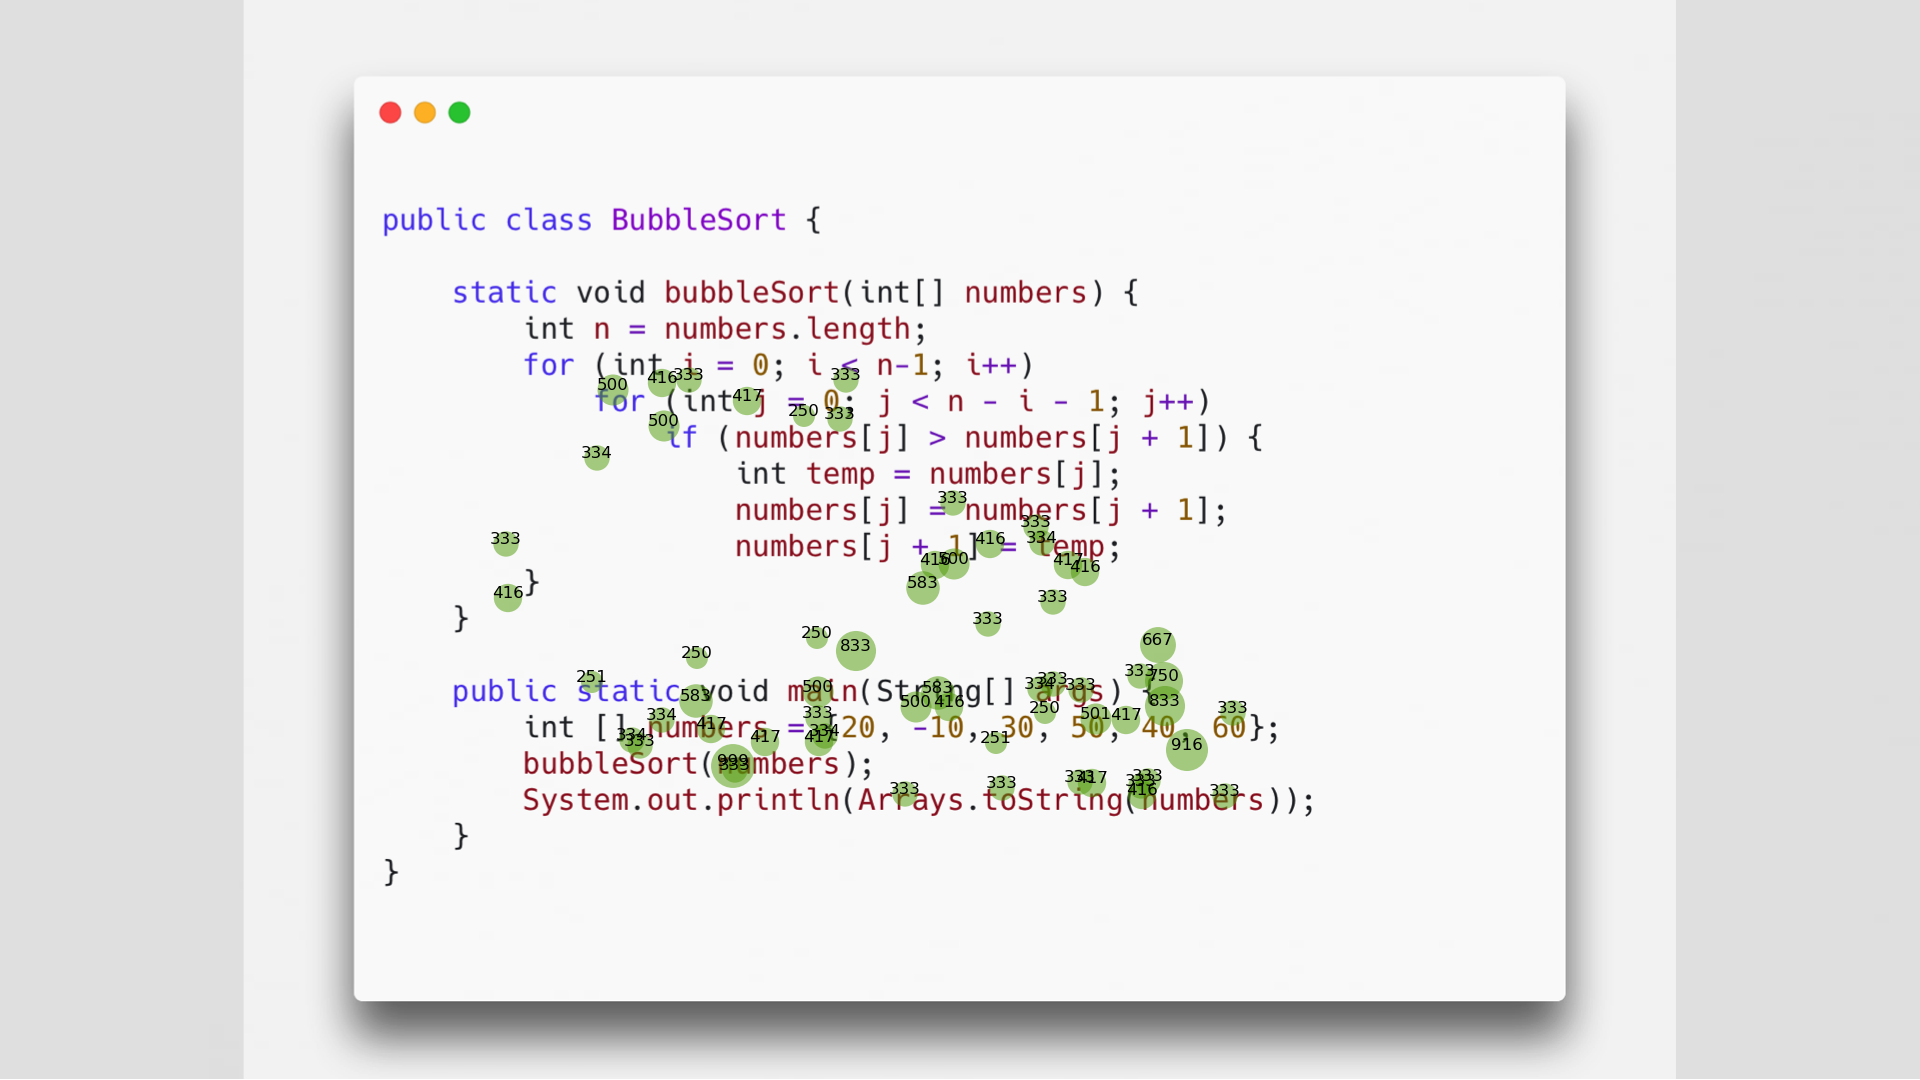 public class BubbleSort {
static void bubbleSort(int[] numbers) {
int n = numbers.length;
for (int i = 0; i < n-1; i++)
500 416 333 333
for (int j = 0; j < n - i - 1; j++)
417 250 333
500
if (numbers[j] > numbers[j + 1]) {
334
int temp = numbers[j];
333
numbers[j] = numbers[j + 1];
333
numbers[j + 1] = temp;
333 416 334
416 500 417 416
}
583
416 333
}
333
250 833 667
250
251 333 750
public static void main(String[] args) {
583 500 583 334 333 333
500 416 833
334 333 250 501 417 333
int [] numbers = {20, -10, 30, 50, 40, 60};
417 334
334 333 417 417 251 916
bubbleSort(numbers);
999 333
333 333 333 417 333 333 416 333
System.out.println(Arrays.toString(numbers));
}
}